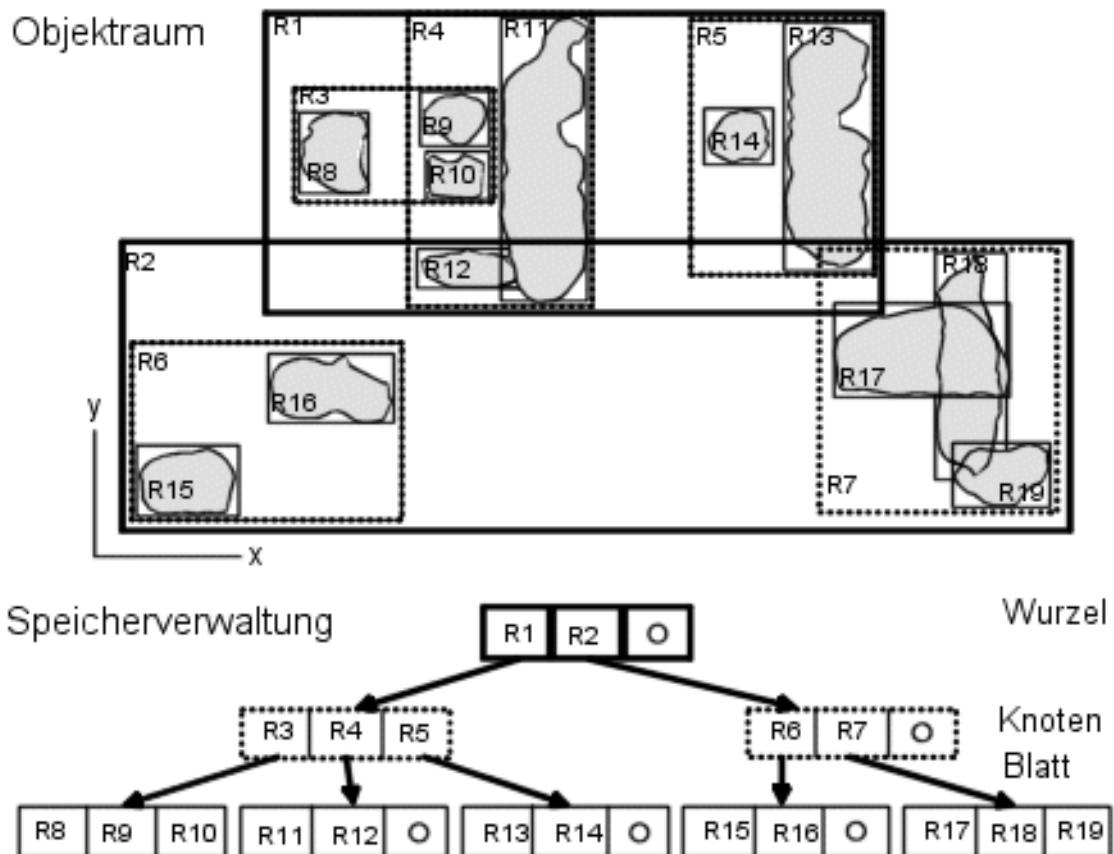 Objektraum
R1 R4 R11 R5 R13
R3
R9 R14
R8 R10
R2 R12 R18
R6 R17
R16
y
R15 R7 R19
x
Speicherverwaltung Wurzel
R1 R2 O
Knoten
R3 R4 R5 R6 R7 O
Blatt
R8 R9 R10 R11 R12 O R13 R14 O R15 R16 O R17 R18 R19